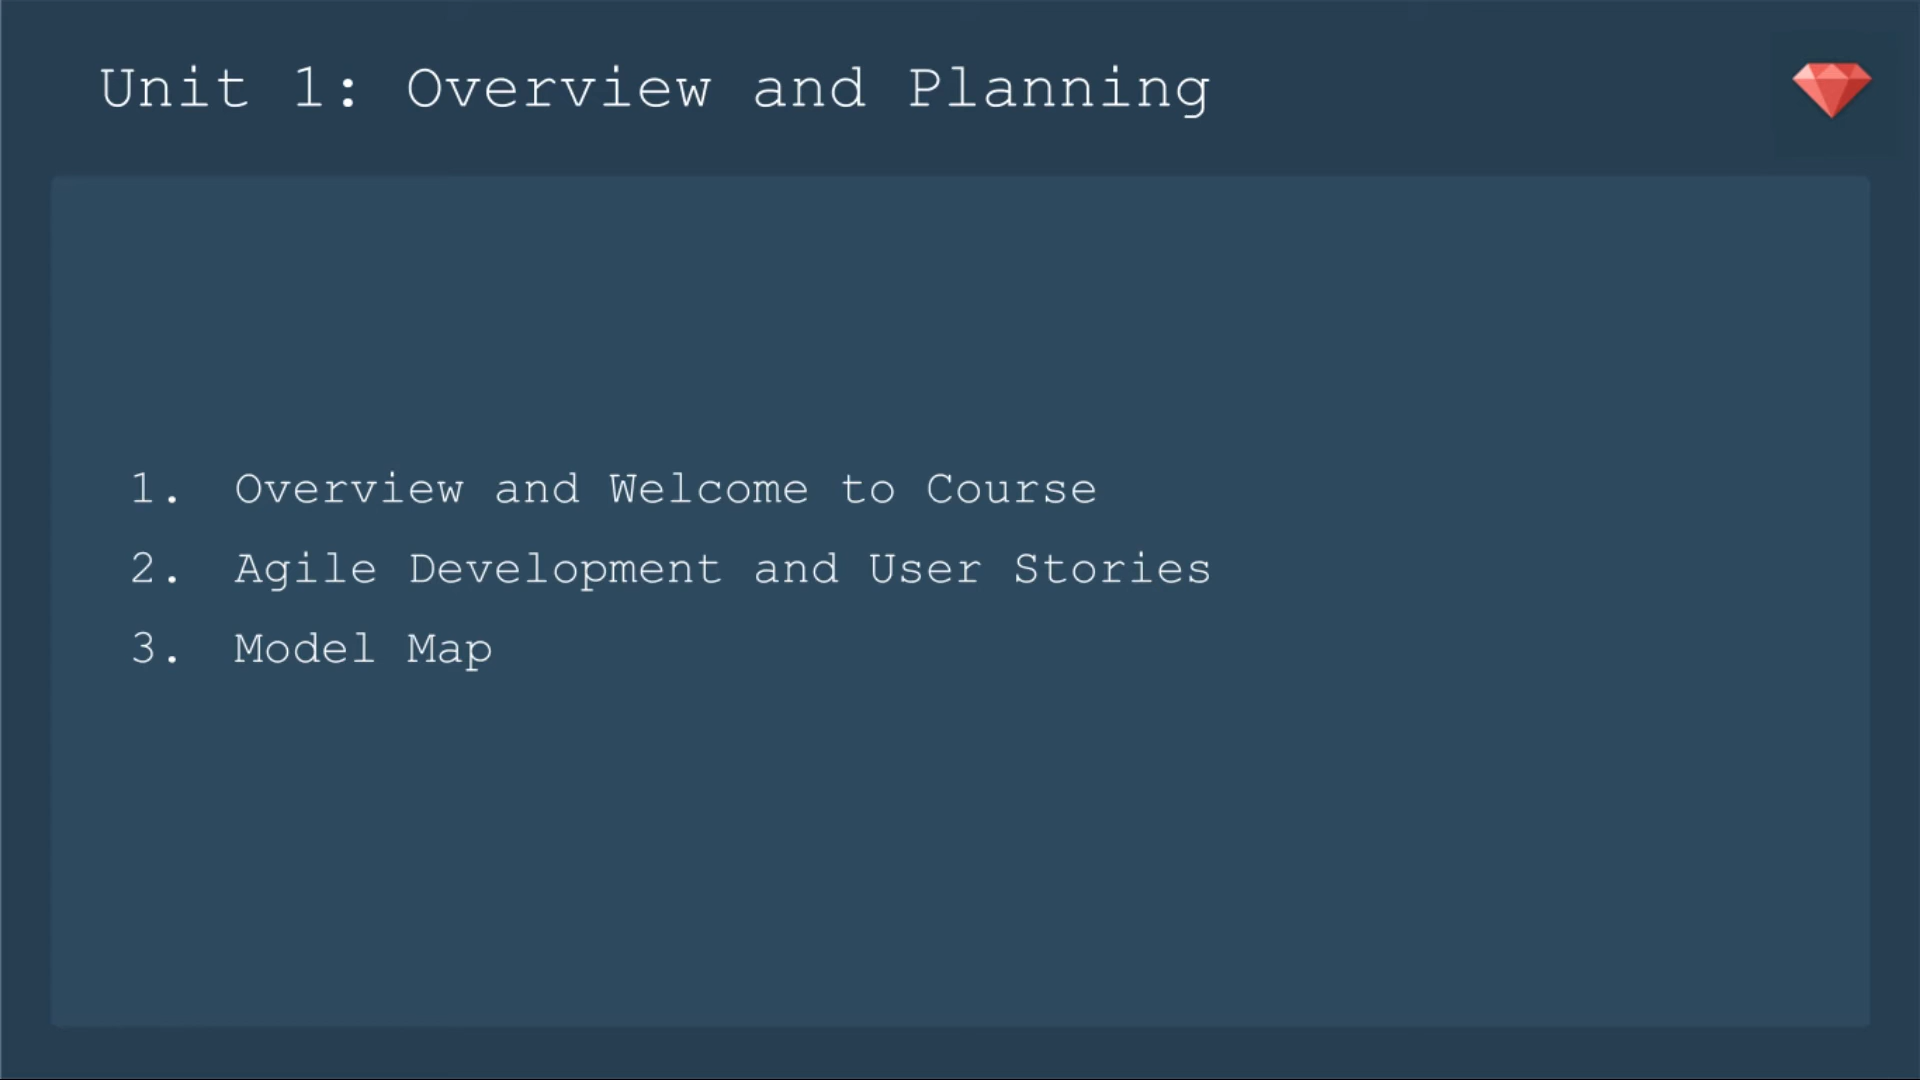 Unit 1: Overview and Planning
1. Overview and Welcome to Course
2. Agile Development and User Stories
3. Model Map